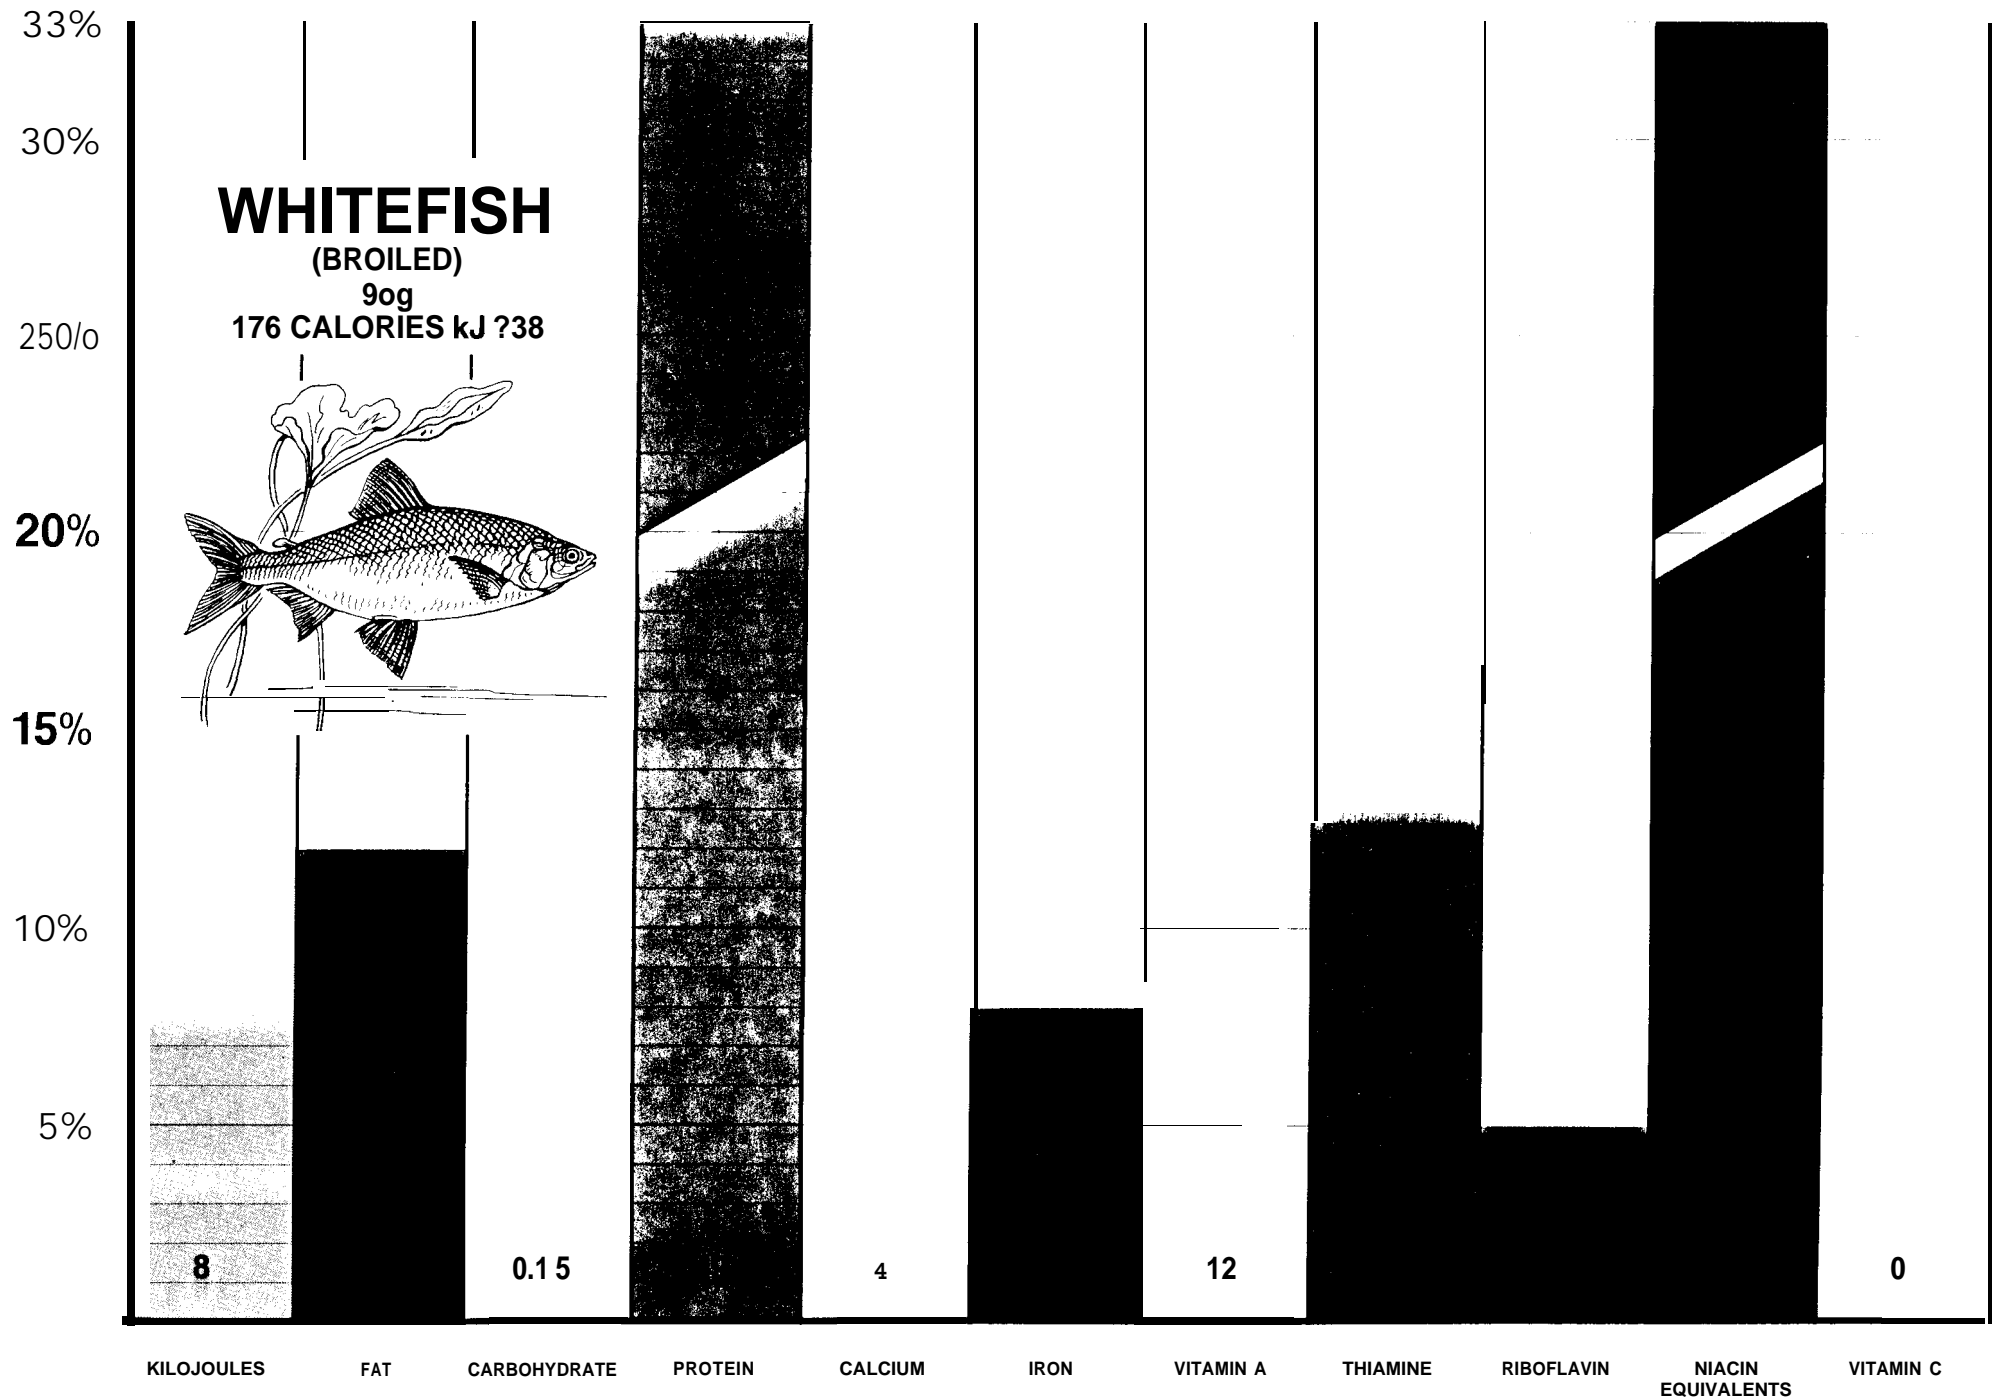 33%
30%
WHITEFISH
(BROILED)
9og
176 CALORIES kJ ?38
250/o
20%
15%
10%
5%
8
0.1 5
4
12
0
KILOJOULES
FAT
CARBOHYDRATE
PROTEIN
CALCIUM
IRON
VITAMIN A
THIAMINE
RIBOFLAVIN
NIACIN
EQUIVALENTS
VITAMIN C